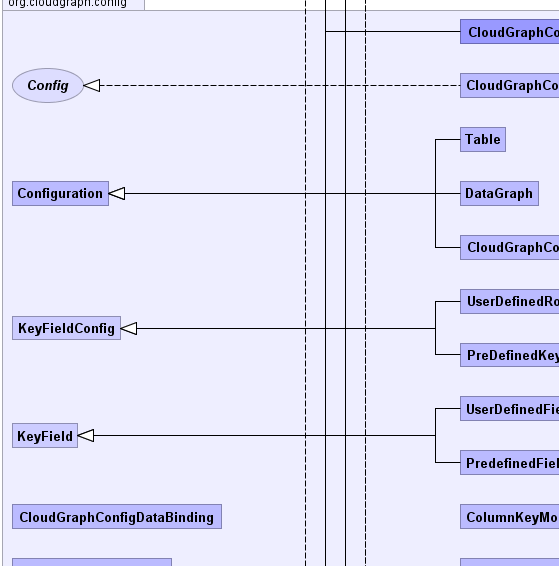 org.cloudgraph.config
CloudGraphCo
Config
CloudGraphCo
Table
Configuration
DataGraph
CloudGraphCo
UserDefinedRo
KeyFieldConfig
PreDefinedKey
UserDefinedFie
KeyField
PredefinedFiel
CloudGraphConfigDataBinding
ColumnKeyMo